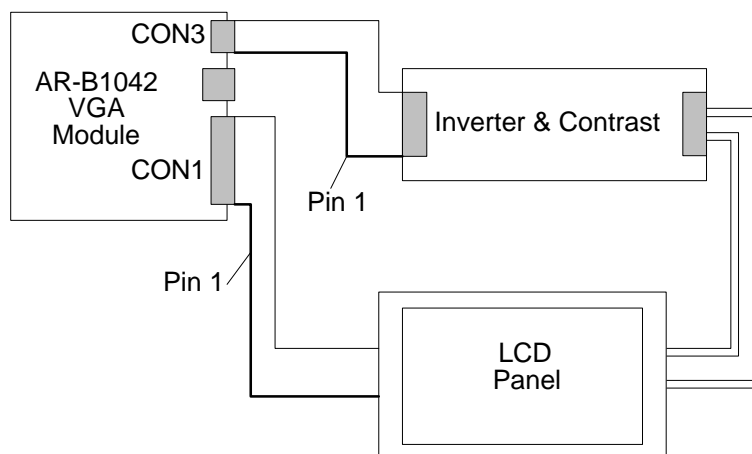 CON3
AR-B1042
VGA
Module
CON1
Inverter & Contrast
Pin 1
Pin 1
LCD
Panel